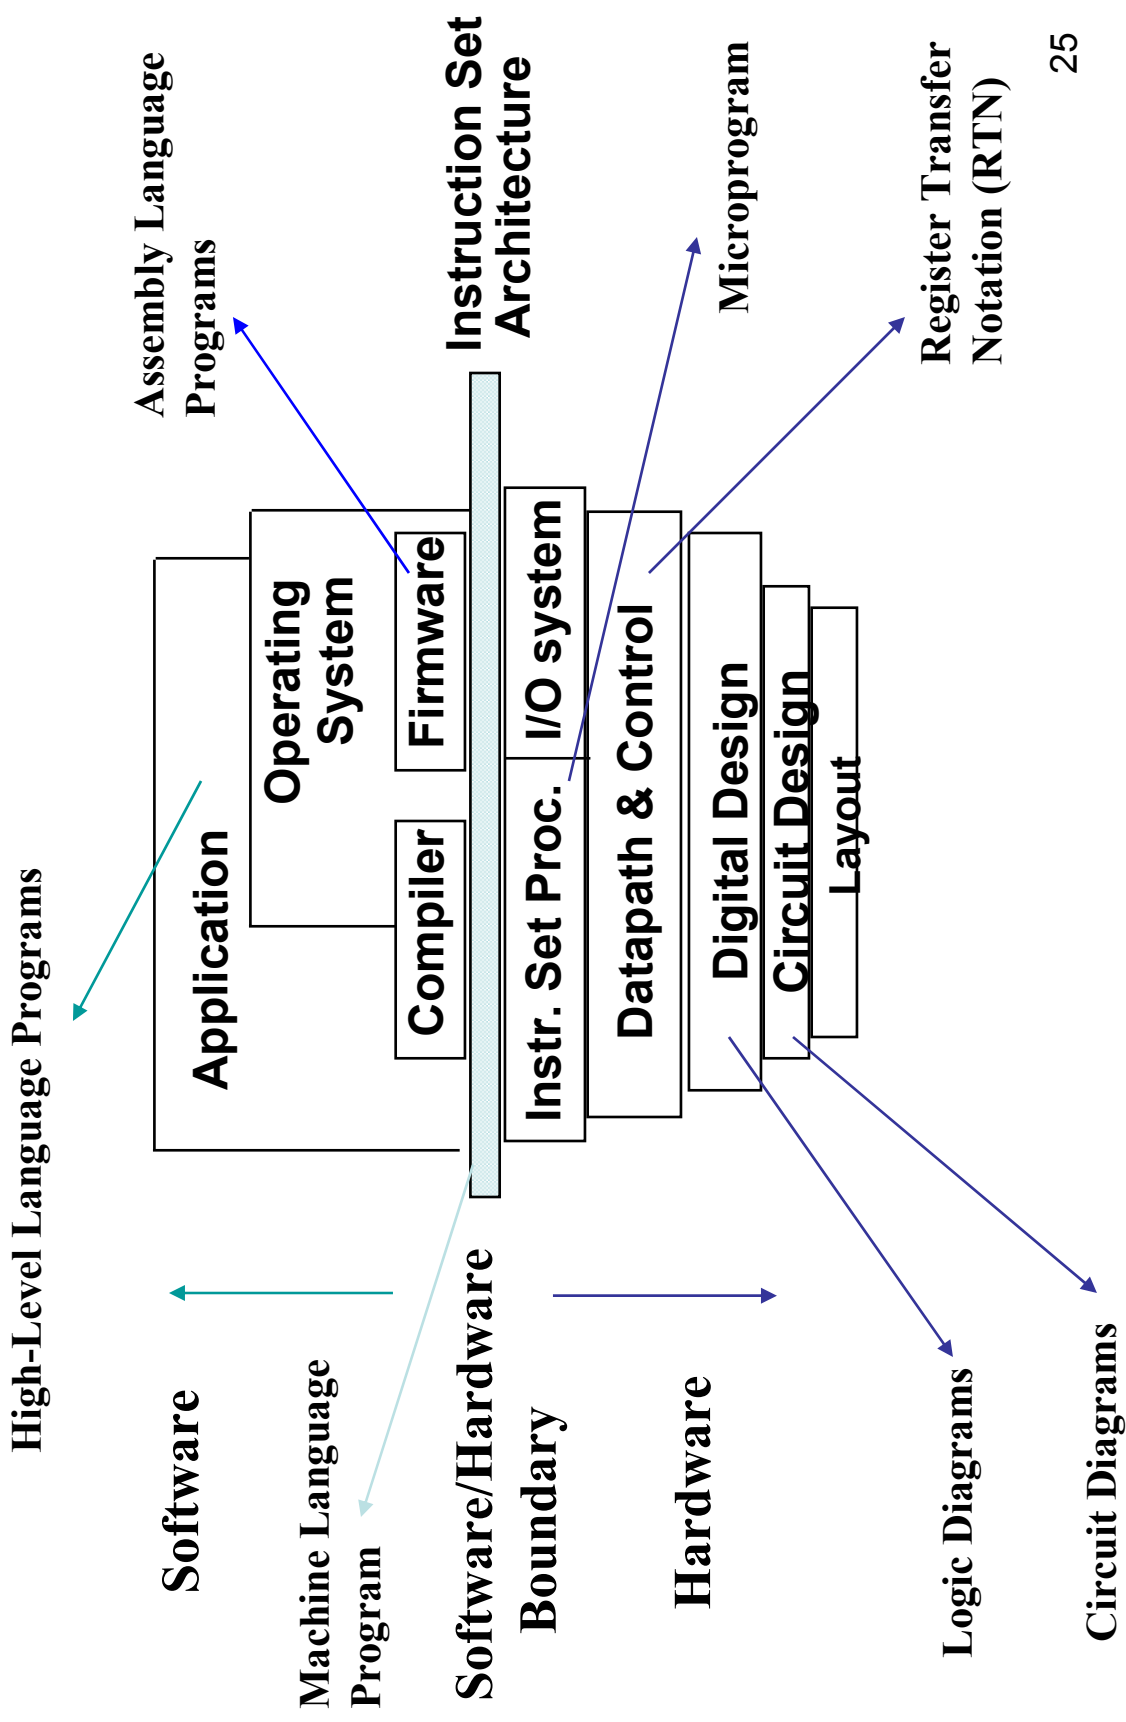 High-Level Language Programs
Software
Application
Assembly Language
Programs
Operating
System
Machine Language
Program
Compiler
Firmware
Software/Hardware
Boundary
Instruction Set
Architecture
Instr. Set Proc.
I/O system
Datapath & Control
Hardware
Microprogram
Digital Design
Circuit Design
Layout
Logic Diagrams
Register Transfer
Notation (RTN)
Circuit Diagrams
25